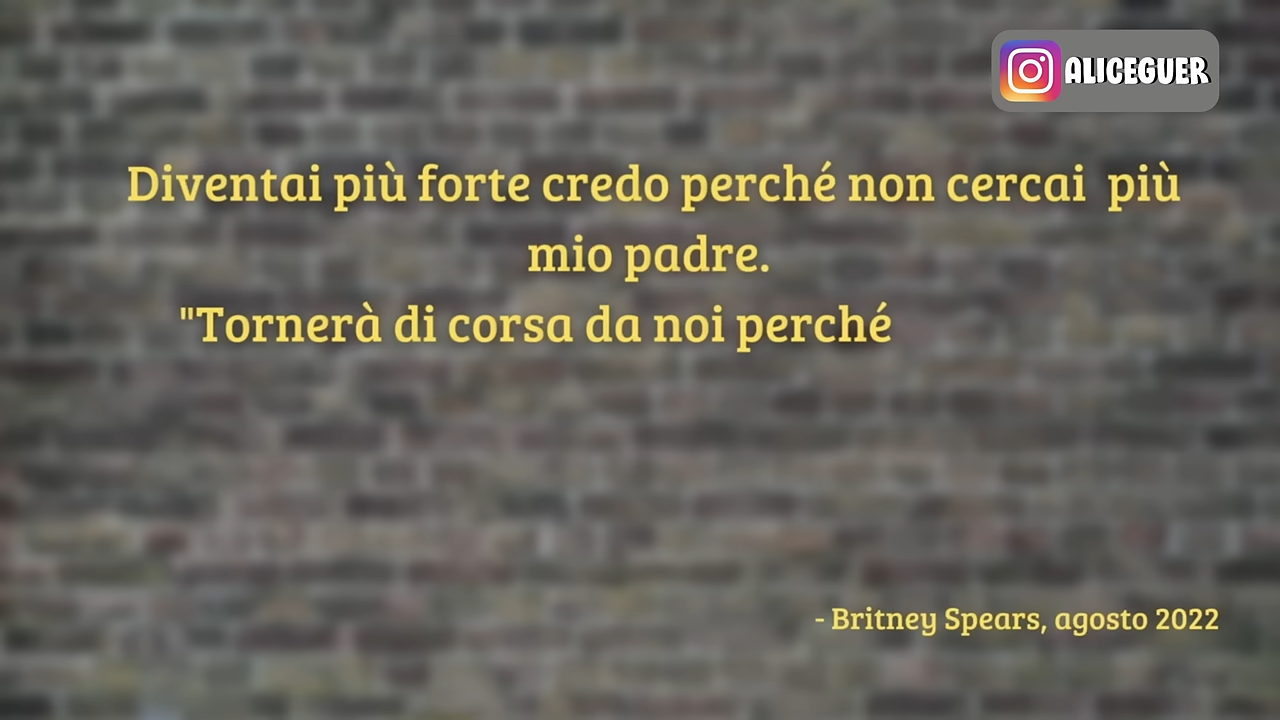 ALICEGUER
Diventai più forte credo perché non cercai più
mio padre.
"Tornerà di corsa da noi perché
- Britney Spears, agosto 2022